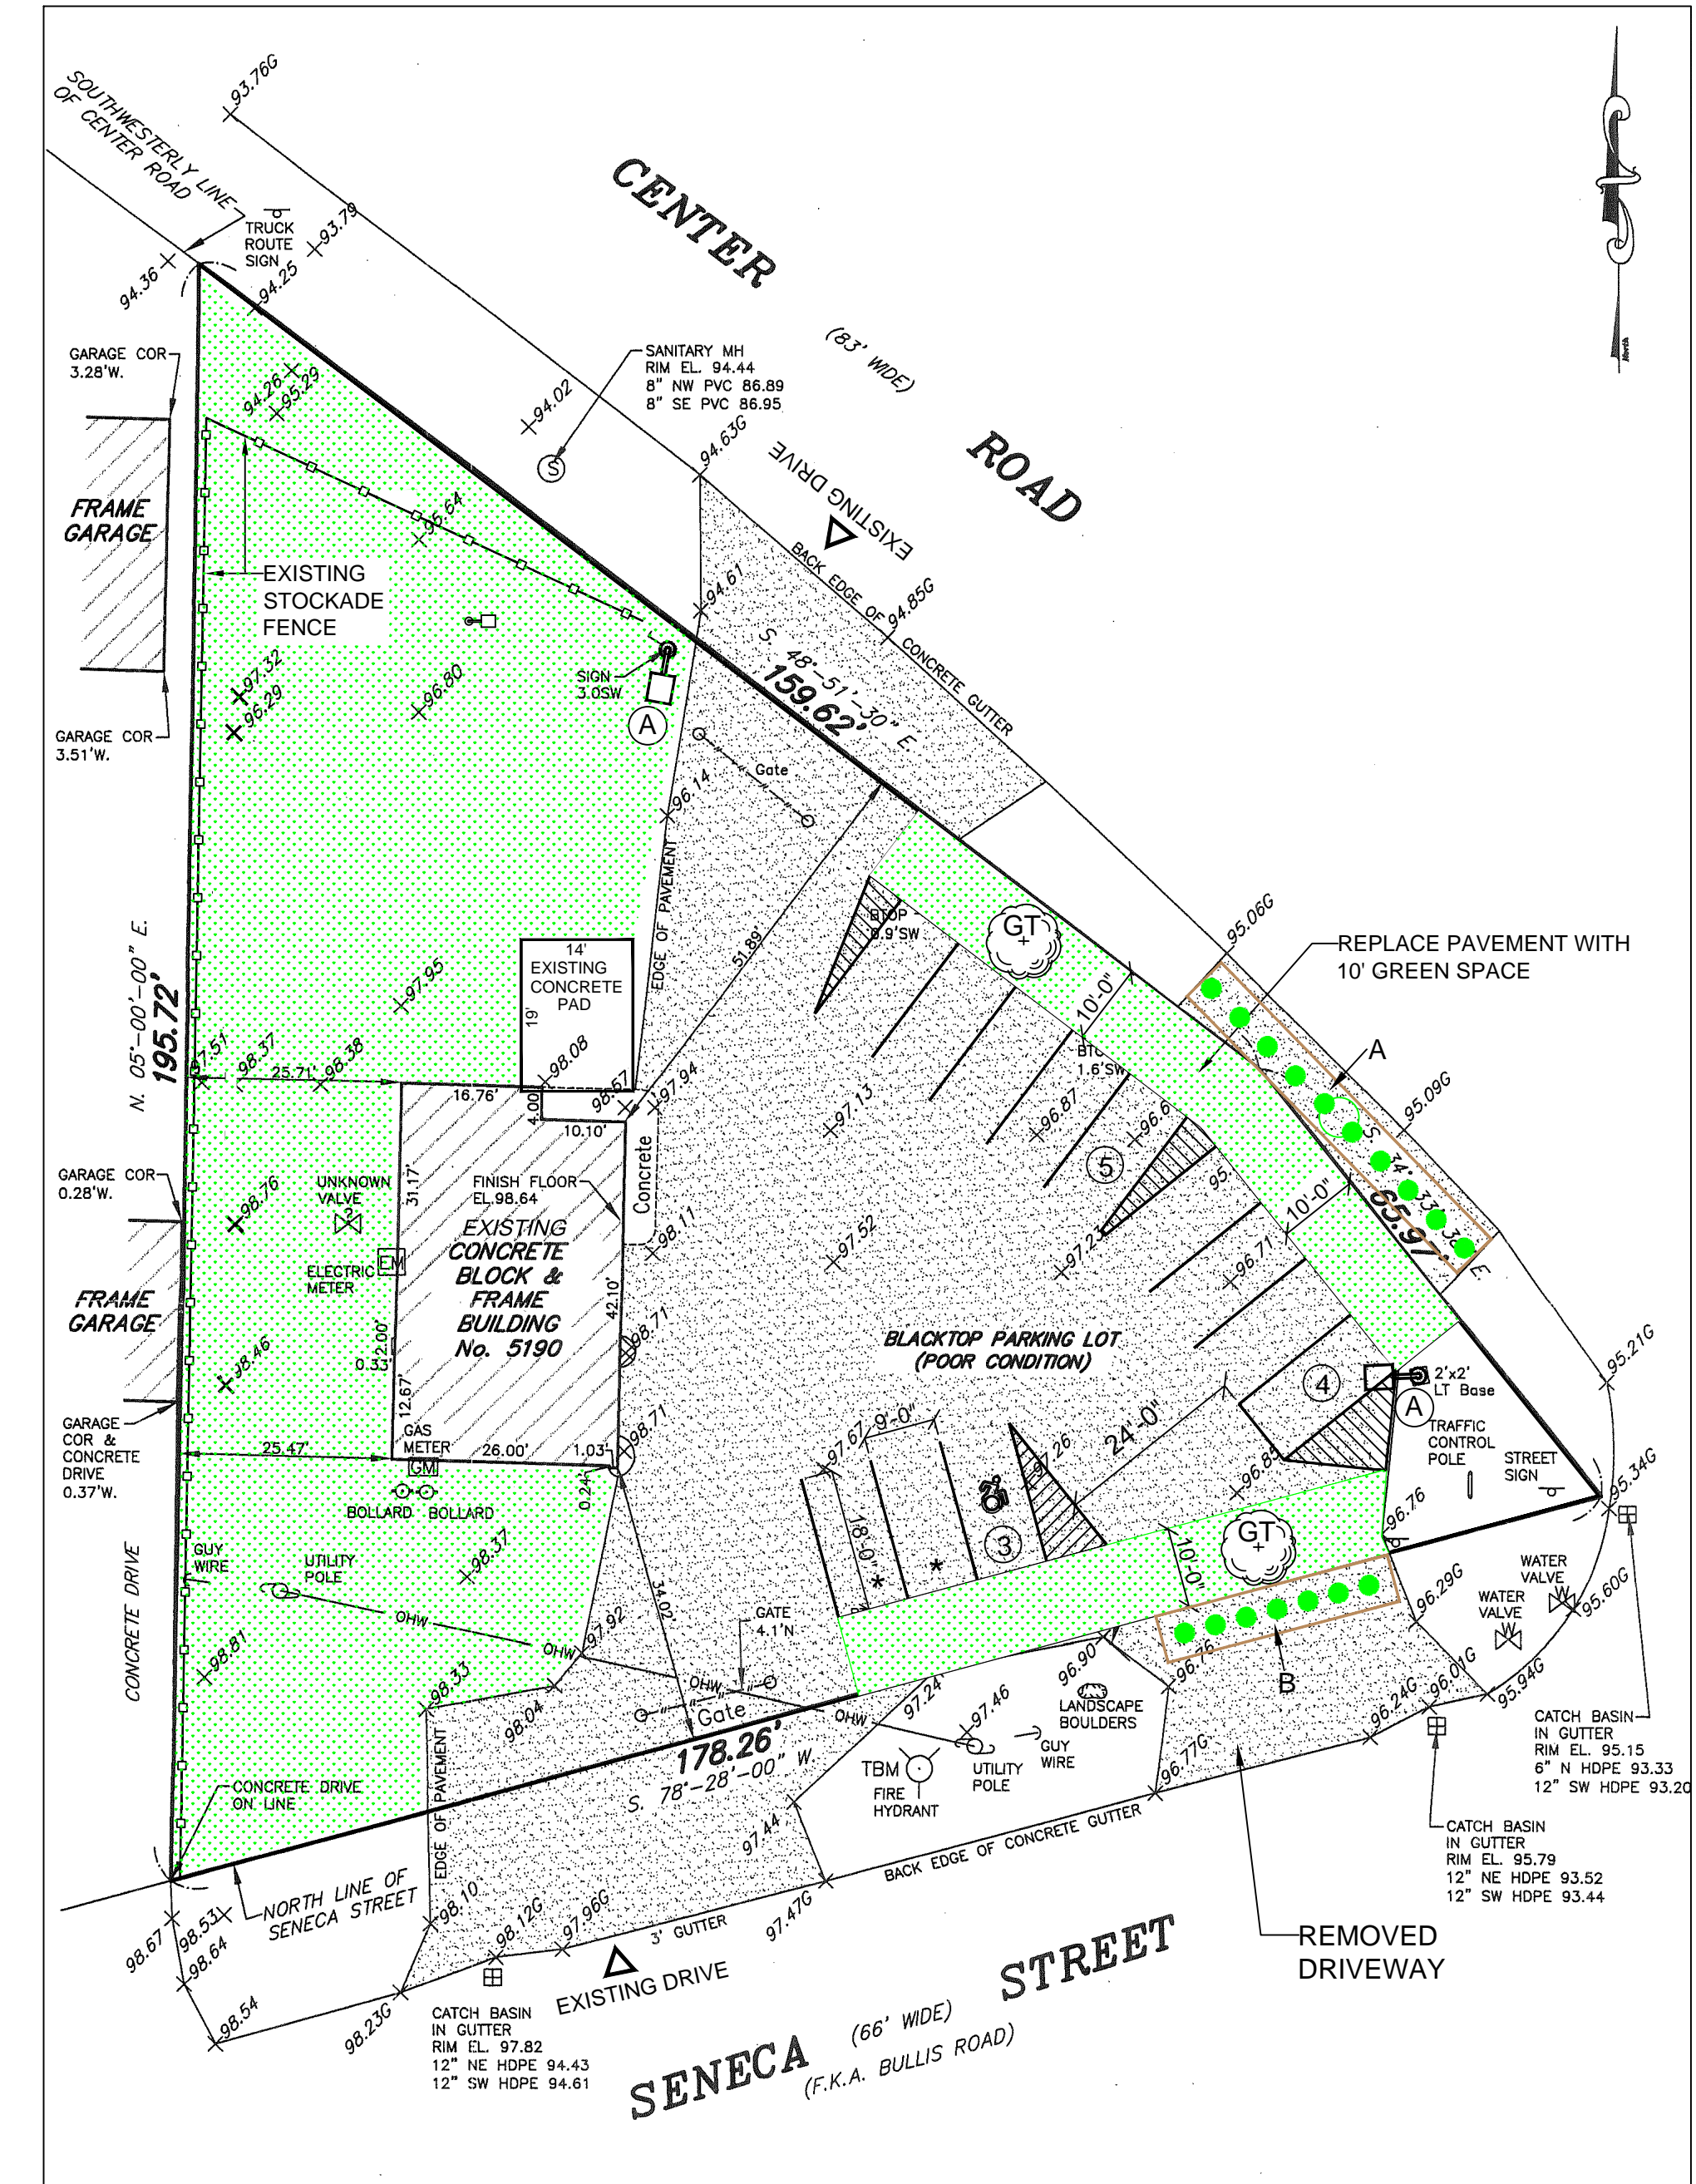 SOUTHWESTERLY LINE
OF CENTER ROAD
93.76G
93.79
TRUCK
ROUTE
SIGN
94.36
94.25
CENTER
(83' WIDE)
ROAD
North
GARAGE COR
3.28'W.
94.26
95.29
94.02
SANITARY MH
RIM EL. 94.44
8" NW PVC 86.89
8" SE PVC 86.95
S
94.63G
EXISTING DRIVE
FRAME
GARAGE
95.64
BACK EDGE OF CONCRETE GUTTER
94.85G
EXISTING
STOCKADE
FENCE
94.61
S. 48°-51'-30" E.
159.62'
SIGN
3.0SW
A
97.32
96.29
96.80
GARAGE COR
3.51'W.
Gate
96.14
EDGE OF PAVEMENT
51.89'
BTOP
0.9'SW
GT
95.06G
REPLACE PAVEMENT WITH
10' GREEN SPACE
N. 05°-00'-00" E.
195.72'
14'
EXISTING
CONCRETE
PAD
19'
97.95
10'-0"
A
97.51
98.37
98.38
25.71'
98.08
98.57
97.94
16.76'
4.00'
10.10'
Concrete
1.6'SW
97.13
96.87
96.6
95.09G
5
95.
S 34° 33' 38" E.
65.97'
10'-0"
GARAGE COR
0.28'W.
UNKNOWN
VALVE
?
31.17'
FINISH FLOOR
EL.98.64
98.76
98.11
97.52
97.23
96.71
EXISTING
CONCRETE
BLOCK &
FRAME
BUILDING
No. 5190
ELECTRIC
METER
EM
42.10'
FRAME
GARAGE
2.00'
0.33'
98.71
BLACKTOP PARKING LOT
(POOR CONDITION)
95.21G
98.46
12.67'
4
2'x2'
LT Base
A
GARAGE
COR &
CONCRETE
DRIVE
0.37'W.
GAS
METER
GM
25.47'
26.00'
1.03'
98.71
0.24'
97.67
9'-0"
97.26
24'-0"
96.85
TRAFFIC
CONTROL
POLE
STREET
SIGN
95.34G
BOLLARD BOLLARD
18'-0"
*
*
3
GT
96.76
10'-0"
CONCRETE DRIVE
GUY
WIRE
UTILITY
POLE
98.37
OHW
OHW
97.92
34.02'
GATE
4.1'N
WATER
VALVE
W
WATER
VALVE
W
96.29G
95.60G
98.81
98.33
98.04
OHW
Gate
OHW
97.24
96.90
96.76
B
97.46
LANDSCAPE
BOULDERS
96.24G
96.01G
95.94G
178.26'
S. 78°-28'-00" W.
TBM
FIRE
HYDRANT
UTILITY
POLE
GUY
WIRE
96.77G
CATCH BASIN
IN GUTTER
RIM EL. 95.15
6" N HDPE 93.33
12" SW HDPE 93.20
CONCRETE DRIVE
ON LINE
EDGE OF PAVEMENT
97.44
BACK EDGE OF CONCRETE GUTTER
CATCH BASIN
IN GUTTER
RIM EL. 95.79
12" NE HDPE 93.52
12" SW HDPE 93.44
NORTH LINE OF
SENECA STREET
98.67
98.53
98.64
98.54
98.10
98.12G
97.96G
3' GUTTER
97.47G
98.23G
EXISTING DRIVE
REMOVED
DRIVEWAY
CATCH BASIN
IN GUTTER
RIM EL. 97.82
12" NE HDPE 94.43
12" SW HDPE 94.61
SENECA STREET
(66' WIDE)
(F.K.A. BULLIS ROAD)